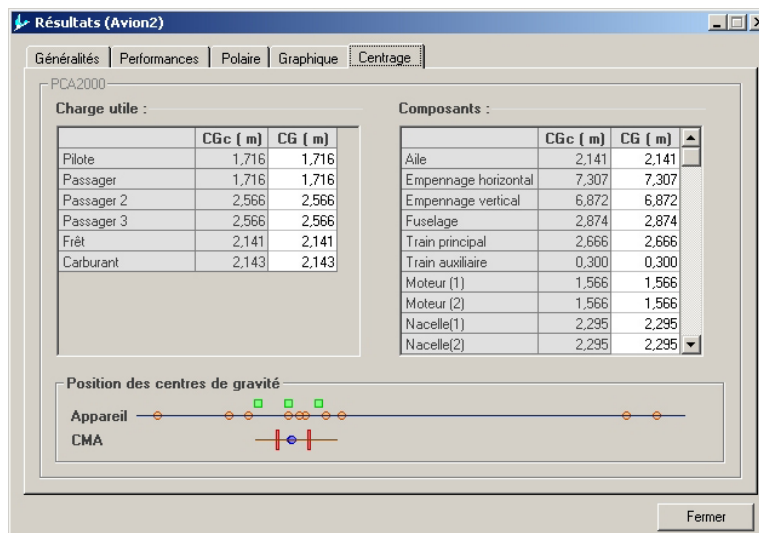 Résultats (Avion2)
Généralités Performances Polaire Graphique Centrage
PCA2000
Charge utile :
CGc ( m) CG ( m)
Pilote 1,716 1,716
Passager 1,716 1,716
Passager 2 2,566 2,566
Passager 3 2,566 2,566
Frêt 2,141 2,141
Carburant 2,143 2,143
Composants :
CGc ( m) CG ( m)
Aile 2,141 2,141
Empennage horizontal 7,307 7,307
Empennage vertical 6,872 6,872
Fuselage 2,874 2,874
Train principal 2,666 2,666
Train auxiliaire 0,300 0,300
Moteur (1) 1,566 1,566
Moteur (2) 1,566 1,566
Nacelle(1) 2,295 2,295
Nacelle(2) 2,295 2,295
Position des centres de gravité
Appareil
CMA
Fermer